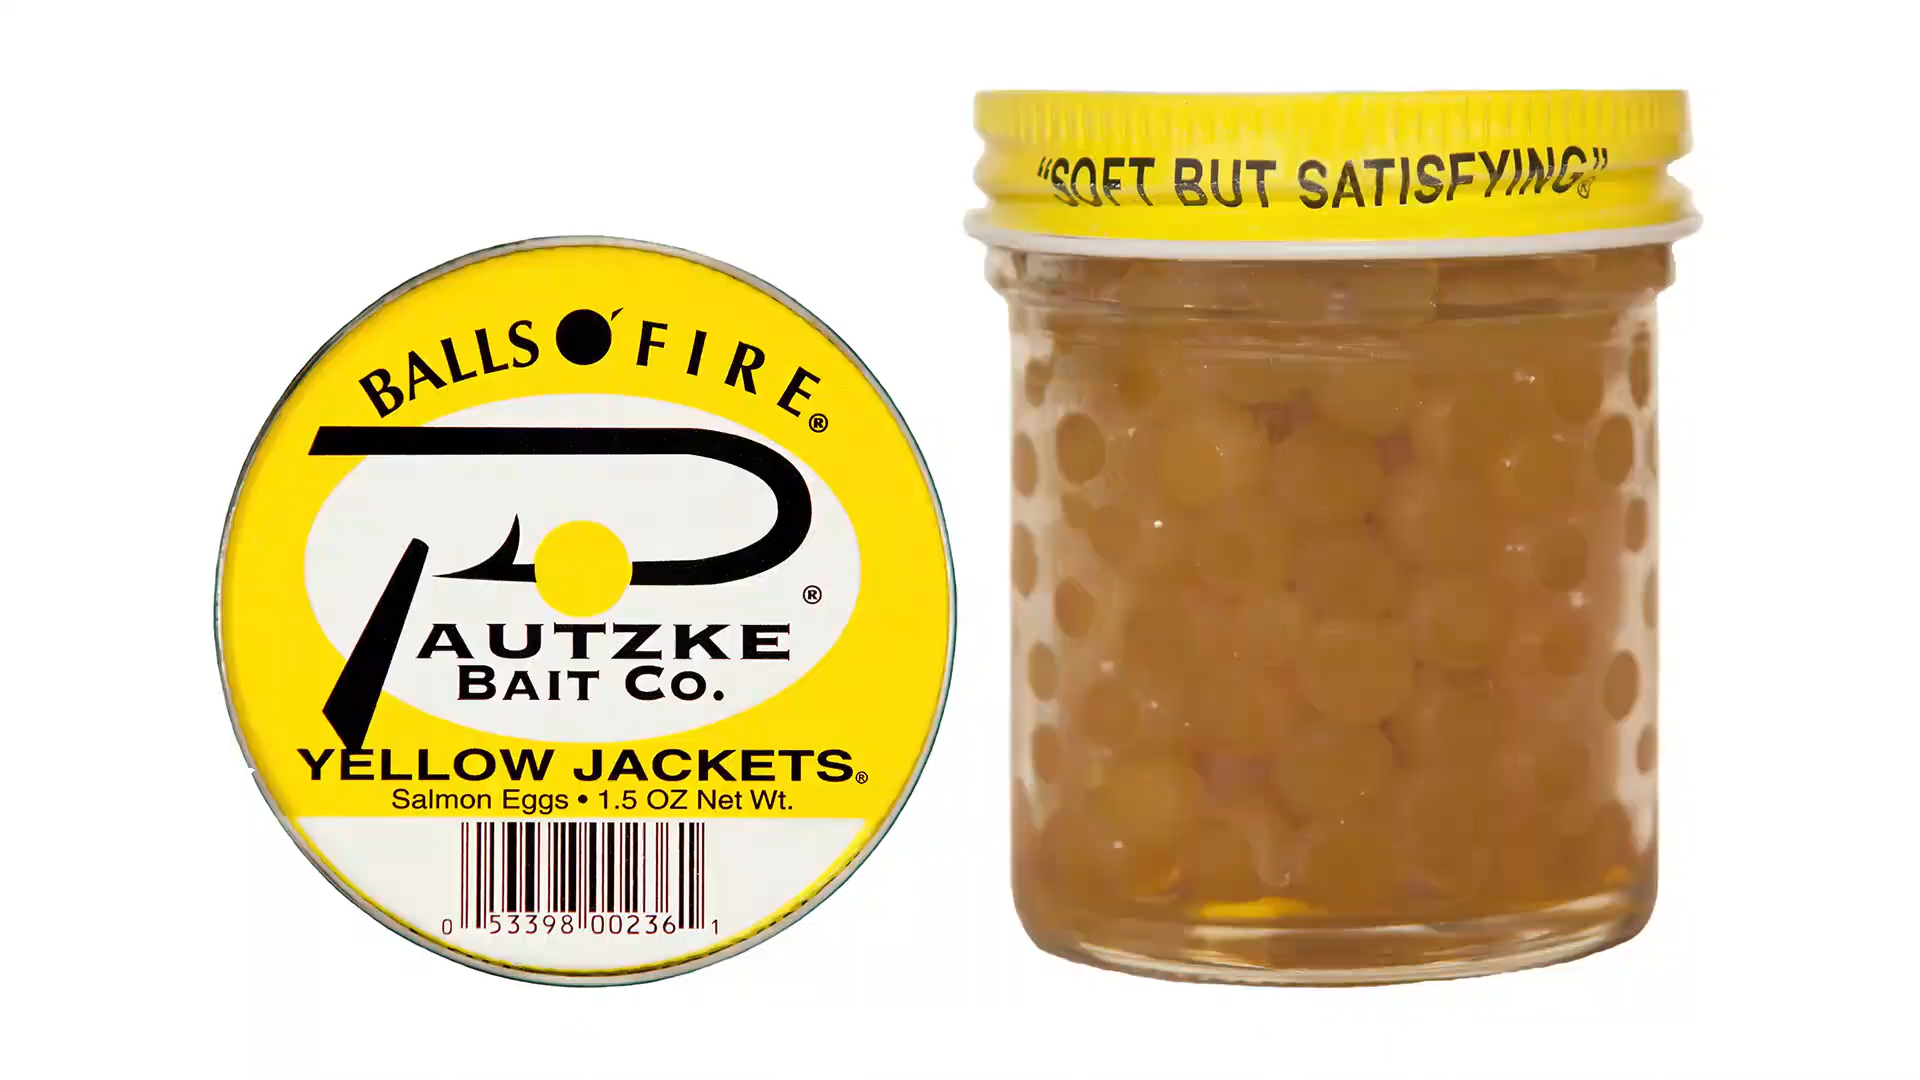 BALLS O' FIRE®
PAUTZKE ®
BAIT CO.
YELLOW JACKETS®
Salmon Eggs • 1.5 OZ Net Wt.
0 53398 00236 1
"SOFT BUT SATISFYING"®